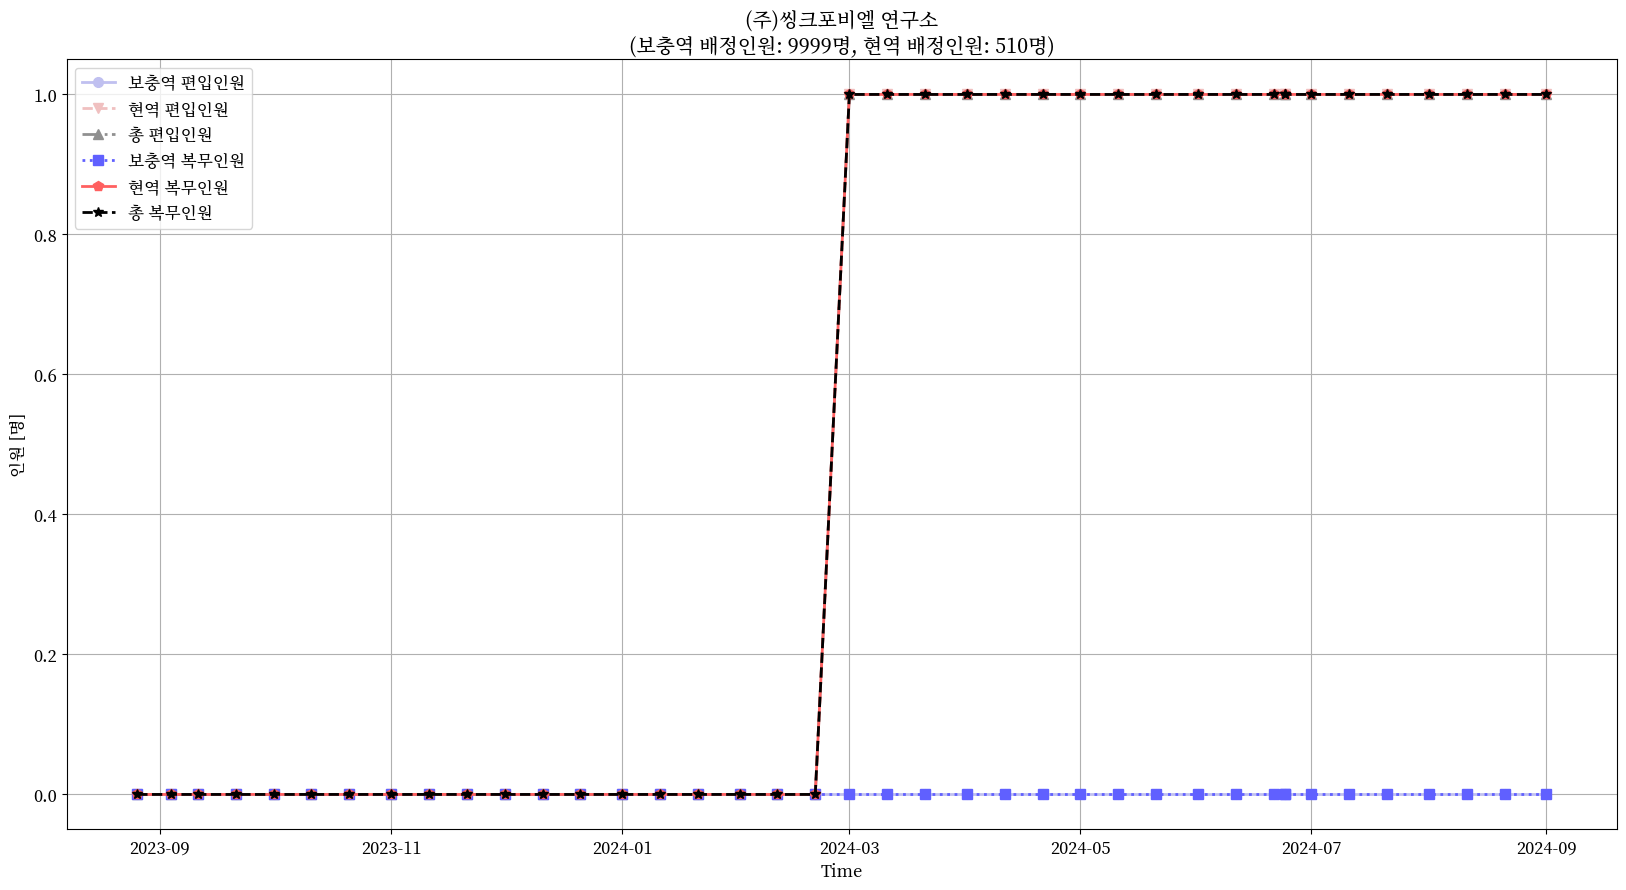 (주)씽크포비엘 연구소
(보충역 배정인원: 9999명, 현역 배정인원: 510명)
보충역 편입인원
현역 편입인원
총 편입인원
보충역 복무인원
현역 복무인원
총 복무인원
인원 [명]
1.0
0.8
0.6
0.4
0.2
0.0
2023-09
2023-11
2024-01
2024-03
2024-05
2024-07
2024-09
Time